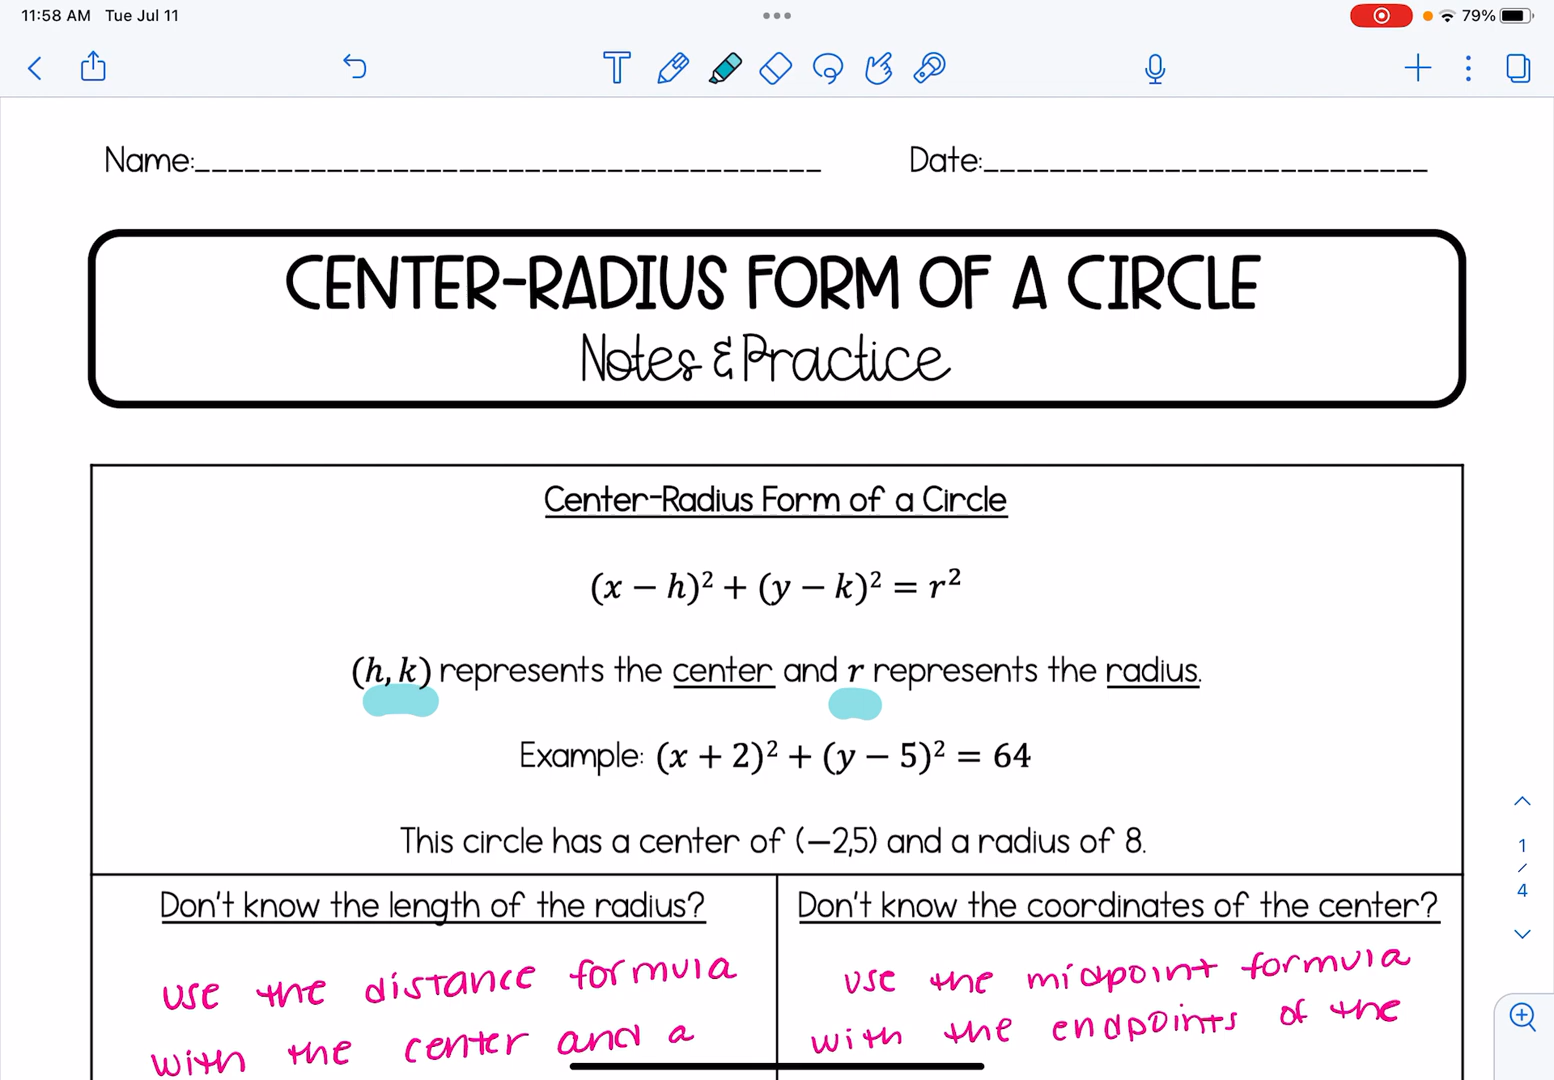 11:58 AM Tue Jul 11
79%
T
Name:______________________________________ Date:___________________________
CENTER-RADIUS FORM OF A CIRCLE
Notes & Practice
Center-Radius Form of a Circle
(x − h)² + (y − k)² = r²
(h, k) represents the center and r represents the radius.
Example: (x + 2)² + (y − 5)² = 64
This circle has a center of (−2,5) and a radius of 8.
Don't know the length of the radius?
use the distance formula
with the center and a
Don't know the coordinates of the center?
use the midpoint formula
with the endpoints of the
1
/
4